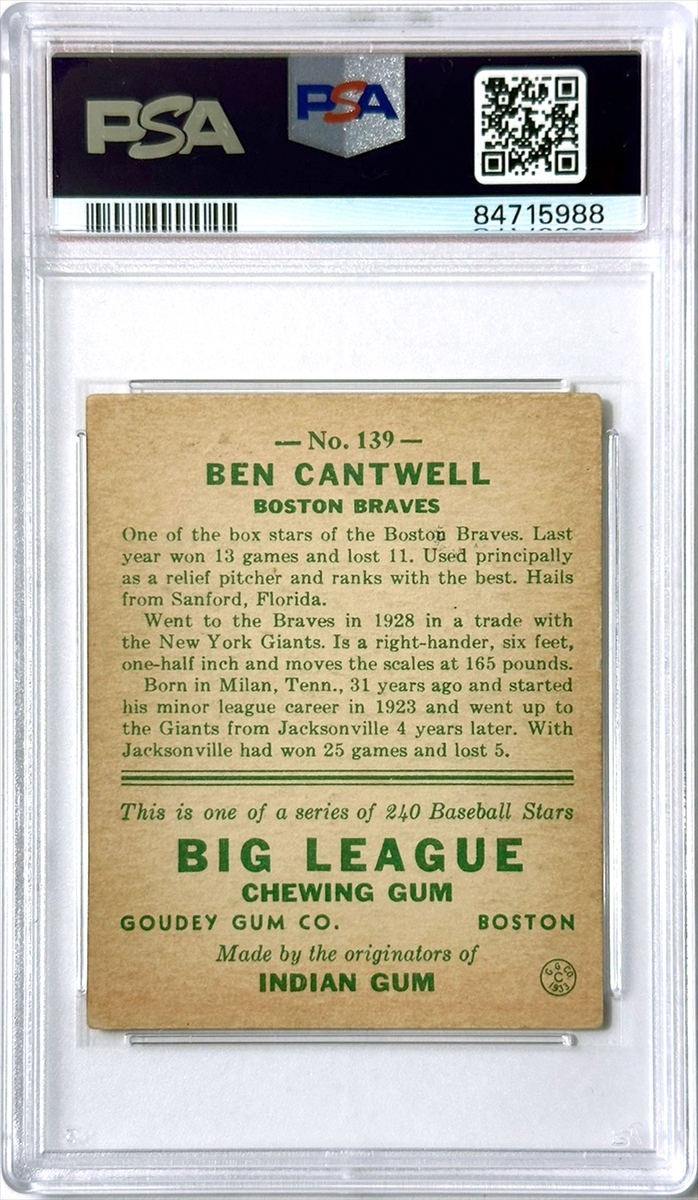 PSA
PSA
84715988
— No. 139 —
BEN CANTWELL
BOSTON BRAVES
One of the box stars of the Boston Braves. Last
year won 13 games and lost 11. Used principally
as a relief pitcher and ranks with the best. Hails
from Sanford, Florida.
Went to the Braves in 1928 in a trade with
the New York Giants. Is a right-hander, six feet,
one-half inch and moves the scales at 165 pounds.
Born in Milan, Tenn., 31 years ago and started
his minor league career in 1923 and went up to
the Giants from Jacksonville 4 years later. With
Jacksonville had won 25 games and lost 5.
This is one of a series of 240 Baseball Stars
BIG LEAGUE
CHEWING GUM
GOUDEY GUM CO. BOSTON
Made by the originators of
INDIAN GUM
G G CO
C
1933